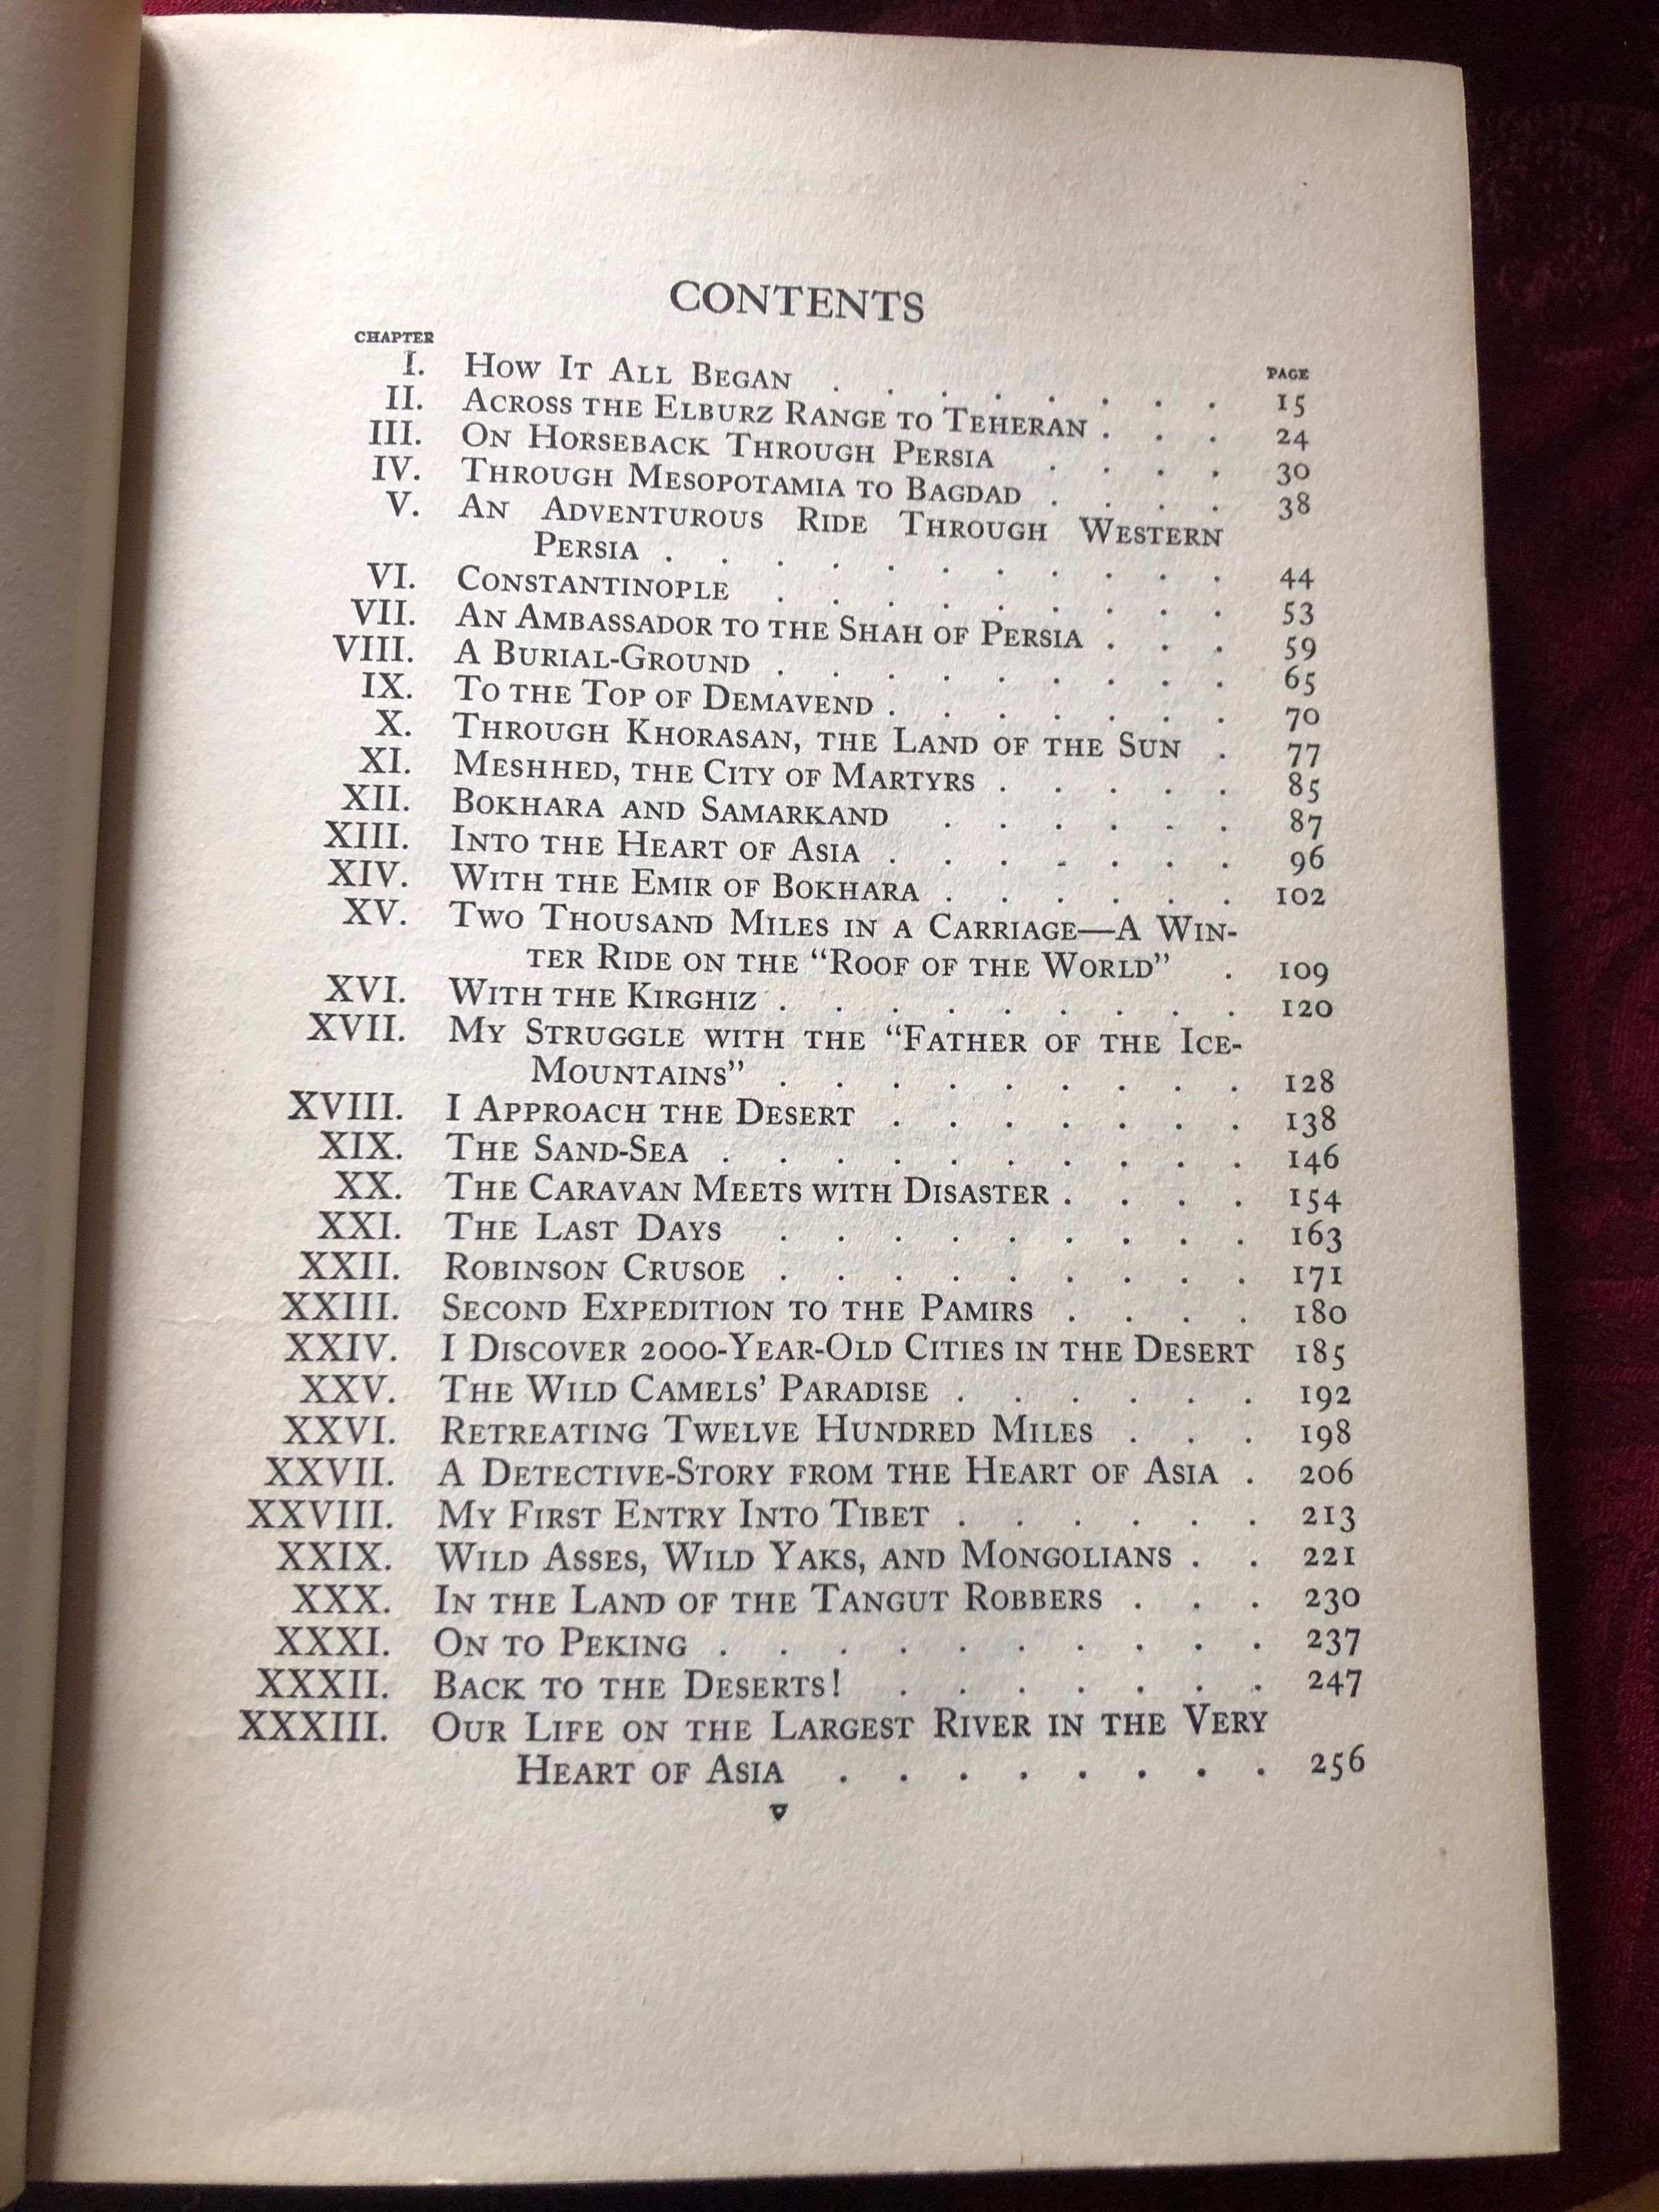 CONTENTS
CHAPTER PAGE
I. How It All Began . . . . . . . . 15
II. Across the Elburz Range to Teheran . . . 24
III. On Horseback Through Persia . . . . 30
IV. Through Mesopotamia to Bagdad . . . . 38
V. An Adventurous Ride Through Western
Persia . . . . . . . . . . . 44
VI. Constantinople . . . . . . . . . 53
VII. An Ambassador to the Shah of Persia . . . 59
VIII. A Burial-Ground . . . . . . . . . 65
IX. To the Top of Demavend . . . . . . . 70
X. Through Khorasan, the Land of the Sun . 77
XI. Meshhed, the City of Martyrs . . . . . 85
XII. Bokhara and Samarkand . . . . . . 87
XIII. Into the Heart of Asia . . . . . . . 96
XIV. With the Emir of Bokhara . . . . . . 102
XV. Two Thousand Miles in a Carriage—A Win-
ter Ride on the “Roof of the World” . 109
XVI. With the Kirghiz . . . . . . . . . 120
XVII. My Struggle with the “Father of the Ice-
Mountains” . . . . . . . . . 128
XVIII. I Approach the Desert . . . . . . . 138
XIX. The Sand-Sea . . . . . . . . . . 146
XX. The Caravan Meets with Disaster . . . . 154
XXI. The Last Days . . . . . . . . . 163
XXII. Robinson Crusoe . . . . . . . . . 171
XXIII. Second Expedition to the Pamirs . . . . 180
XXIV. I Discover 2000-Year-Old Cities in the Desert 185
XXV. The Wild Camels’ Paradise . . . . . . 192
XXVI. Retreating Twelve Hundred Miles . . . 198
XXVII. A Detective-Story from the Heart of Asia . 206
XXVIII. My First Entry Into Tibet . . . . . . 213
XXIX. Wild Asses, Wild Yaks, and Mongolians . . 221
XXX. In the Land of the Tangut Robbers . . . 230
XXXI. On to Peking . . . . . . . . . . 237
XXXII. Back to the Deserts! . . . . . . . 247
XXXIII. Our Life on the Largest River in the Very
Heart of Asia . . . . . . . . 256